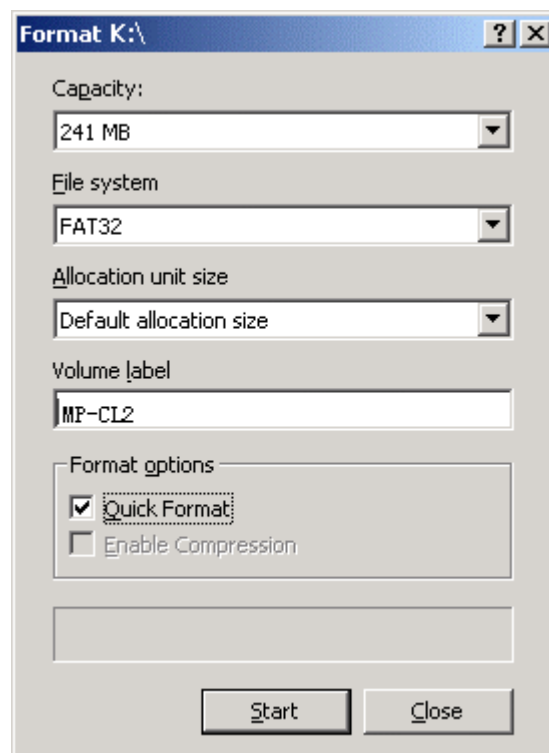 Format K:\
Capacity:
241 MB
File system
FAT32
Allocation unit size
Default allocation size
Volume label
MP-CL2
Format options
Quick Format
Enable Compression
Start
Close